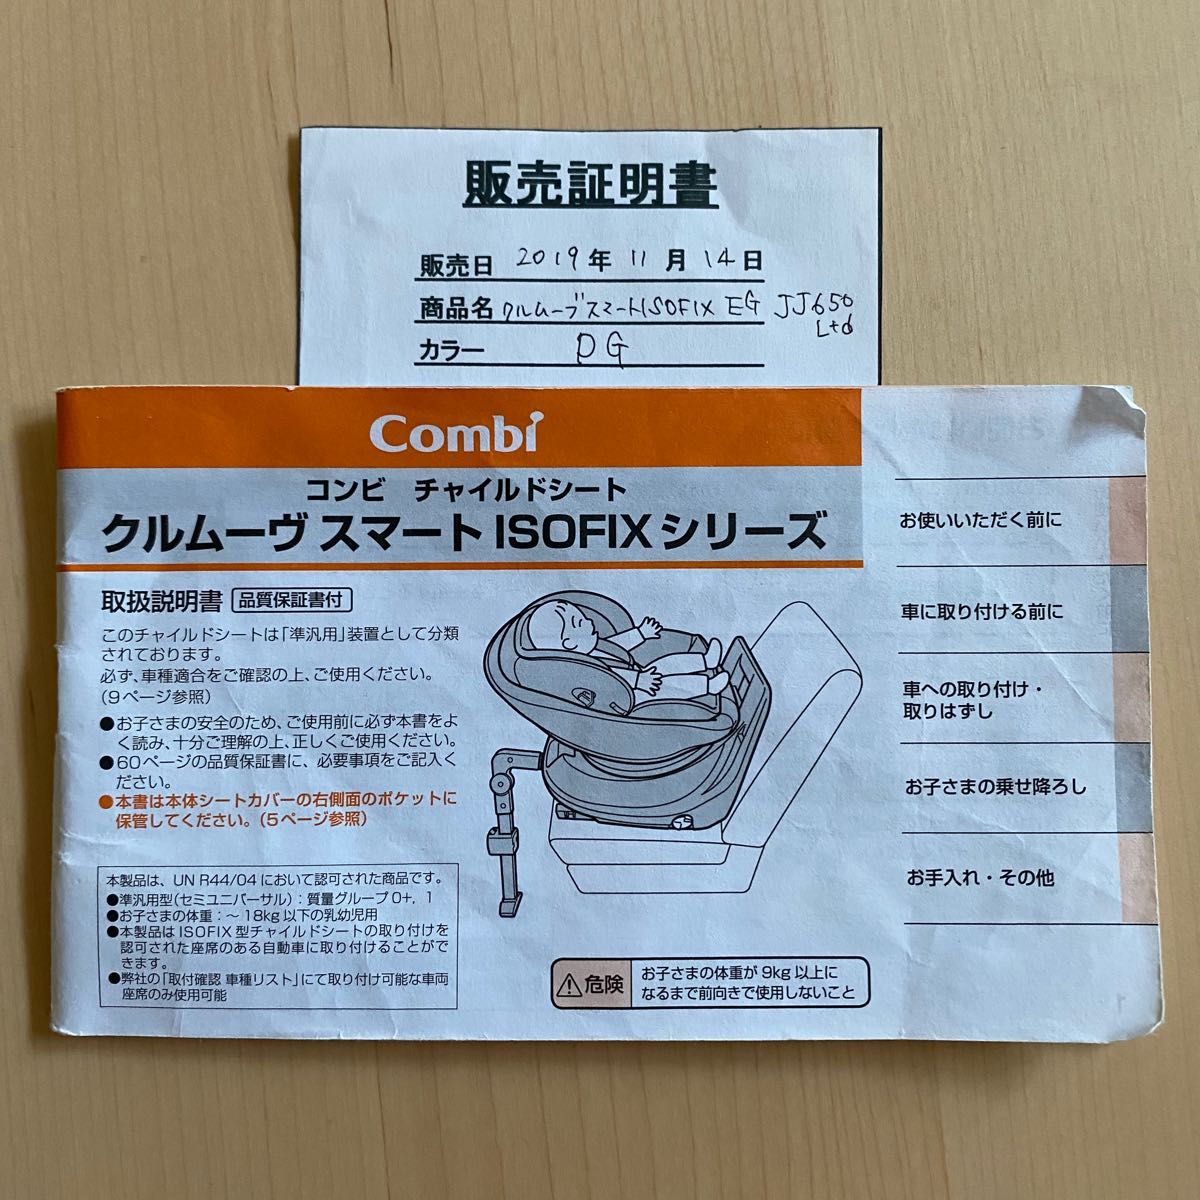 販売証明書
販売日 2019年 11月 14日
商品名 クルムーブスマートISOFIX EG JJ650
Ltd
カラー DG
Combi
コンビ チャイルドシート
クルムーヴ スマート ISOFIX シリーズ
取扱説明書 品質保証書付
このチャイルドシートは「準汎用」装置として分類
されております。
必ず、車種適合をご確認の上、ご使用ください。
(9ページ参照)
●お子さまの安全のため、ご使用前に必ず本書をよ
く読み、十分ご理解の上、正しくご使用ください。
●60ページの品質保証書に、必要事項をご記入く
ださい。
●本書は本体シートカバーの右側面のポケットに
保管してください。(5ページ参照)
本製品は、UN R44/04 において認可された商品です。
●準汎用型(セミユニバーサル):質量グループ0+, 1
●お子さまの体重:~ 18kg 以下の乳幼児用
●本製品は ISOFIX 型チャイルドシートの取り付けを
認可された座席のある自動車に取り付けることがで
きます。
●弊社の「取付確認 車種リスト」にて取り付け可能な車両
座席のみ使用可能
危険
お子さまの体重が 9kg 以上に
なるまで前向きで使用しないこと
お使いいただく前に
車に取り付ける前に
車への取り付け・
取りはずし
お子さまの乗せ降ろし
お手入れ・その他